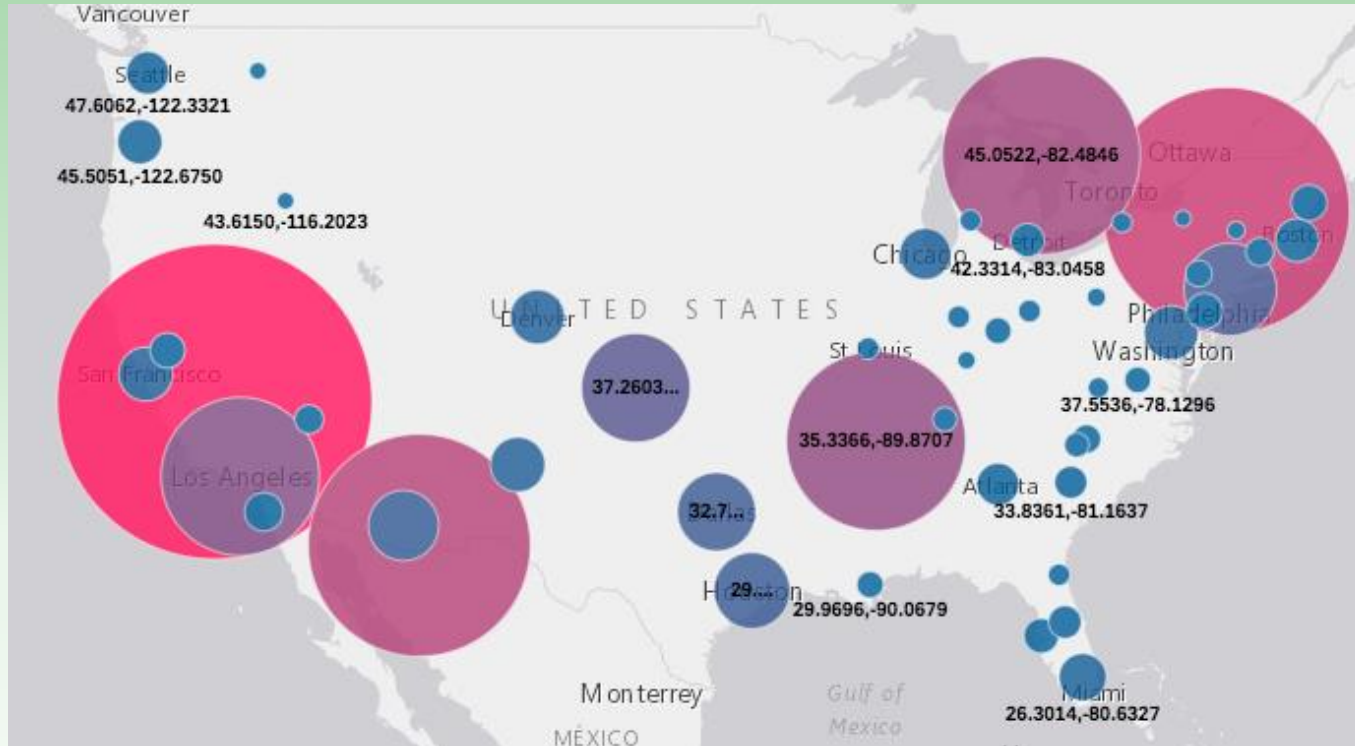 Vancouver
Seattle
47.6062,-122.3321
45.5051,-122.6750
43.6150,-116.2023
45.0522,-82.4846
Ottawa
Toronto
Boston
Chicago
Detroit
42.3314,-83.0458
UNITED STATES
Denver
Philadelphia
St Louis
Washington
San Francisco
37.2603...
37.5536,-78.1296
35.3366,-89.8707
Los Angeles
Atlanta
33.8361,-81.1637
32.7...
Dallas
Houston
29....
29.9696,-90.0679
Monterrey
Gulf of
Mexico
Miami
26.3014,-80.6327
MÉXICO